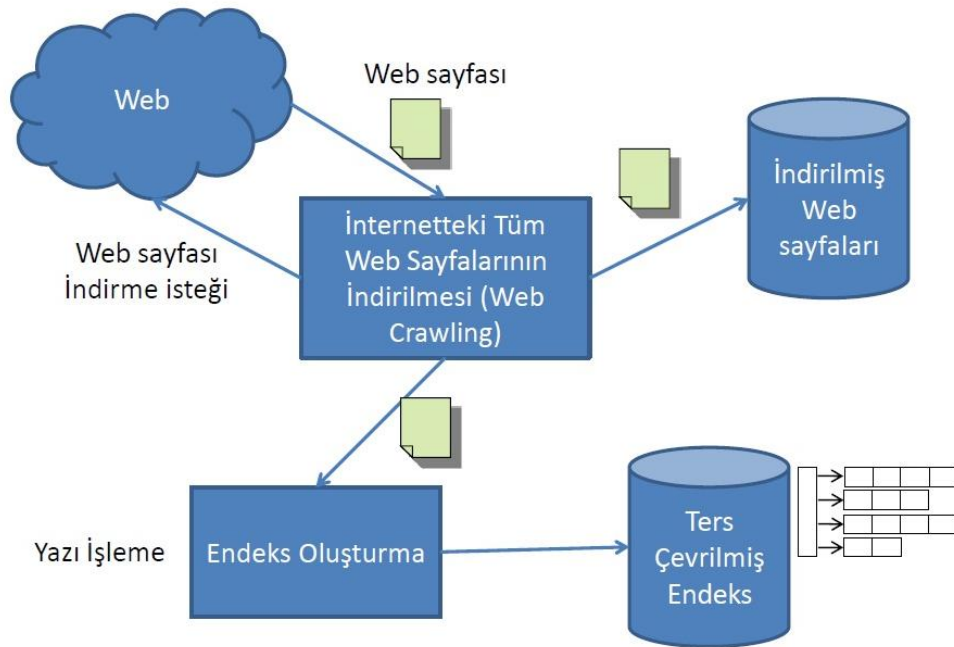 Web
Web sayfası
İndirilmiş
Web
sayfaları
İnternetteki Tüm
Web Sayfalarının
İndirilmesi (Web
Crawling)
Web sayfası
İndirme isteği
Yazı İşleme
Endeks Oluşturma
Ters
Çevrilmiş
Endeks